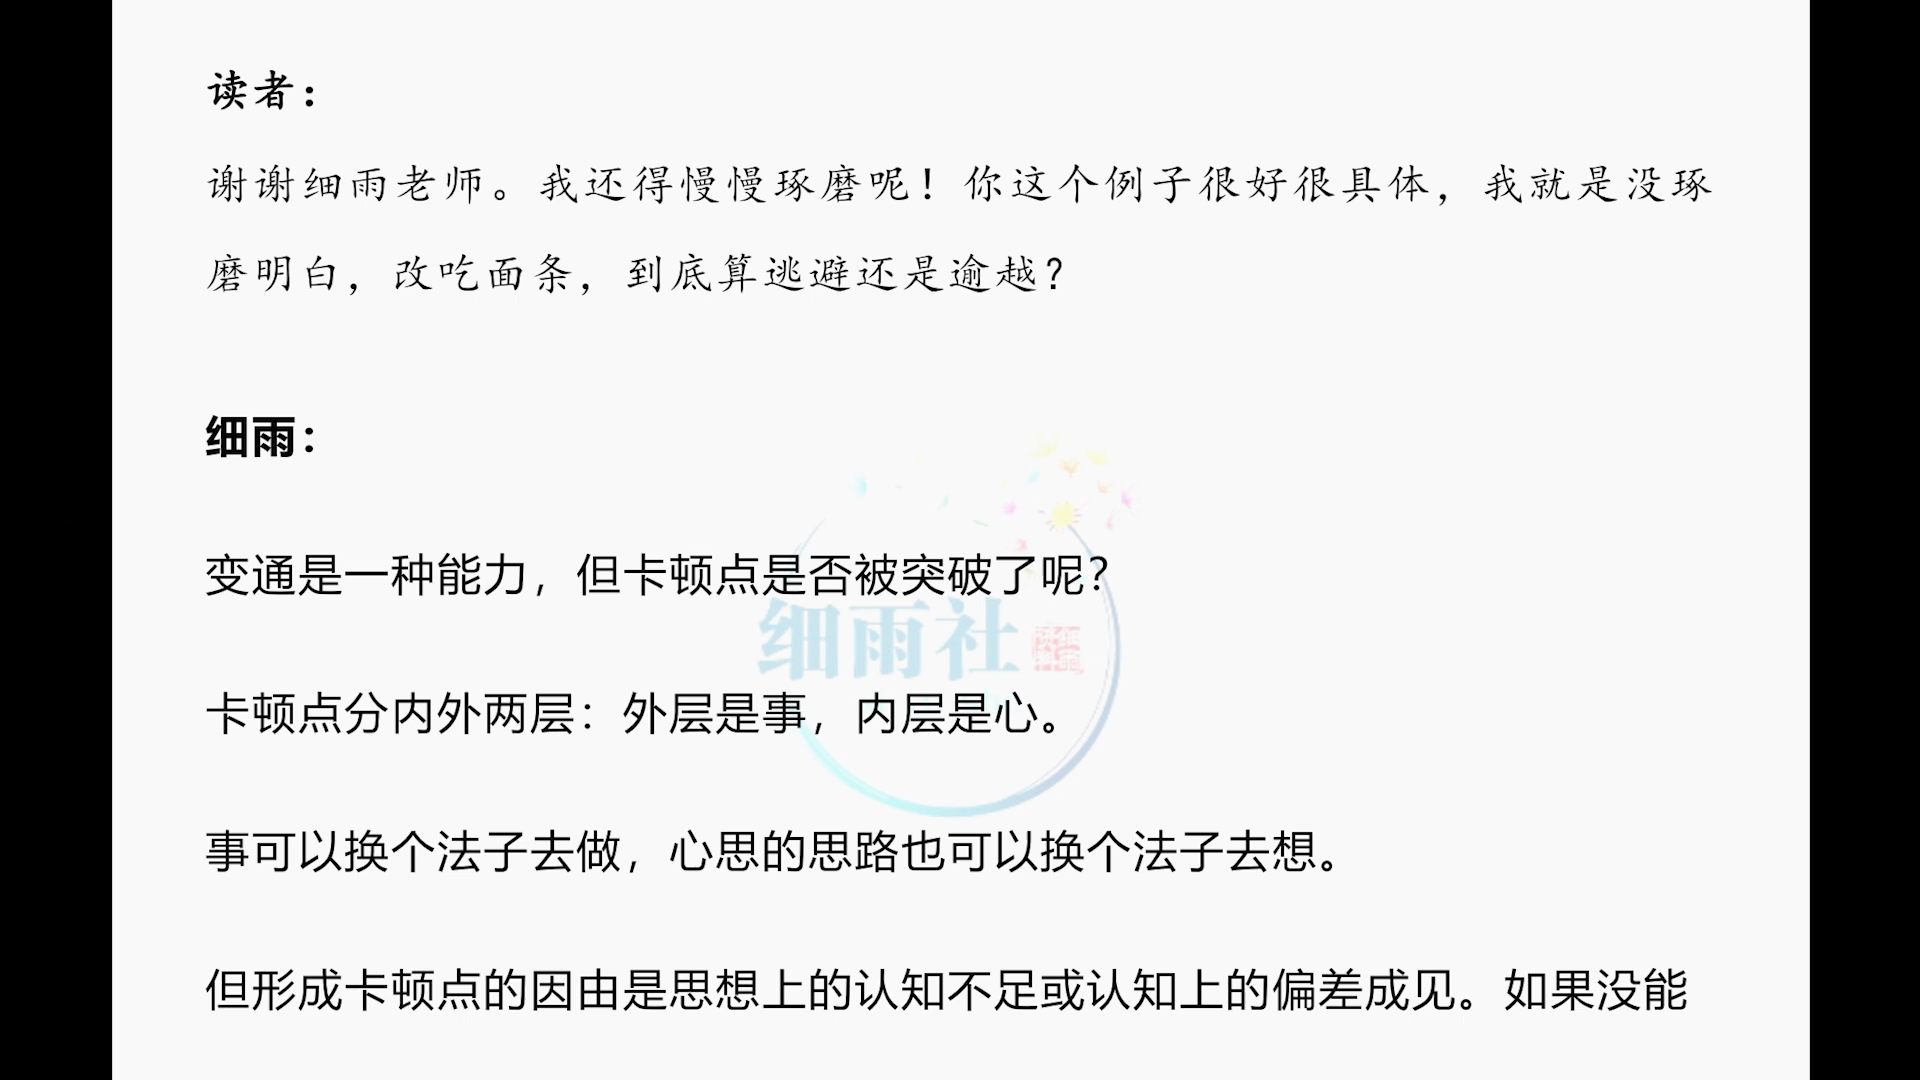 读者：
谢谢细雨老师。我还得慢慢琢磨呢！你这个例子很好很具体，我就是没琢
磨明白，改吃面条，到底算逃避还是逾越？
细雨：
变通是一种能力，但卡顿点是否被突破了呢？
细雨社
卡顿点分内外两层：外层是事，内层是心。
事可以换个法子去做，心思的思路也可以换个法子去想。
但形成卡顿点的因由是思想上的认知不足或认知上的偏差成见。如果没能